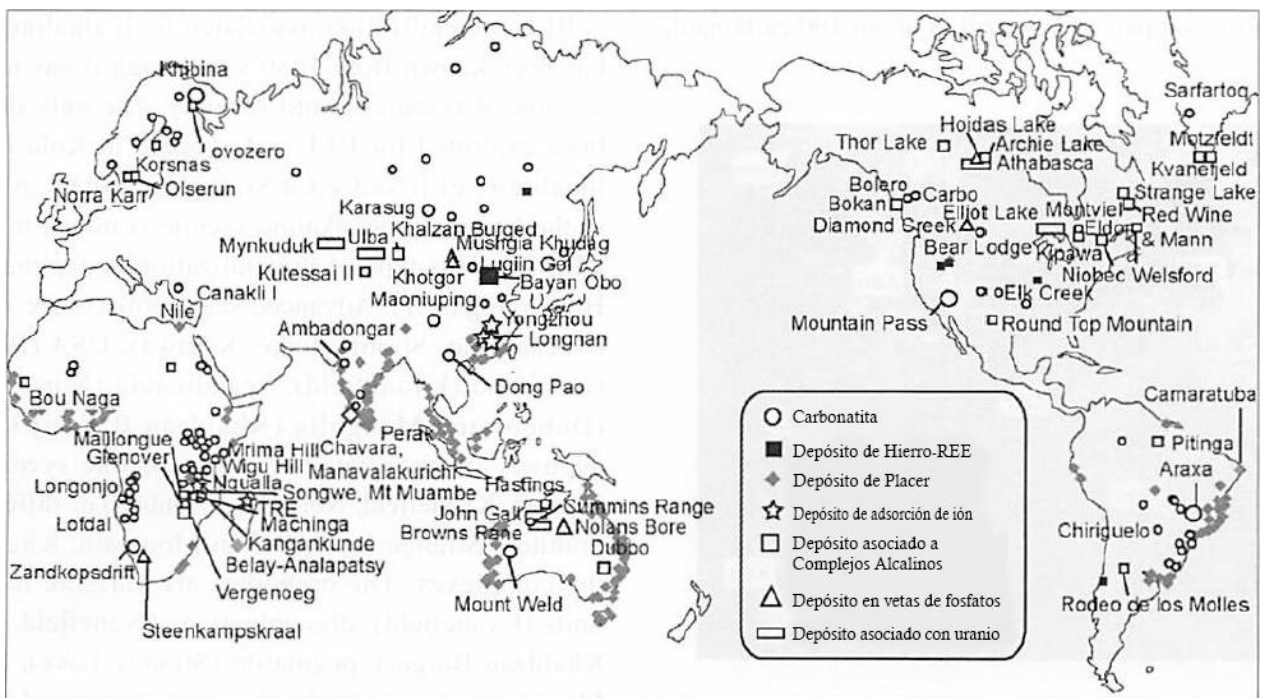 Khibina
ovozero
Korsnas
Olserun
Norra Karr
Karasug
Khalzan Burged
Mushgia Khudag
Ulba
Mynkuduk
Lugiin Gol
Kutessai II
Khotgor
Bayan Obo
Canakli I
Maoniuping
Nile
Yongzhou
Ambadongar
Longnan
Dong Pao
Bou Naga
Perak
Chavara,
Manavalakurichi
Maillongue
Mrima Hill
Glenover
Wigu Hill
Nqualla
Longonjo
Songwe, Mt Muambe
TRE
Lofdal
Machinga
Kangankunde
Belay-Analapatsy
Zandkopsdrift
Vergenoeg
Steenkampskraal
Hastings
Cummins Range
John Galt
Nolans Bore
Browns Rane
Dubbo
Mount Weld
Sarfartoq
Hoidas Lake
Motzfeldt
Thor Lake
Archie Lake
Athabasca
Kvanefjeld
Bolero
Carbo
Strange Lake
Bokan
Elliot Lake
Montviel
Red Wine
Diamond Creek
Eldor
& Mann
Bear Lodge
Kipawa
Niobec Welsford
Elk Creek
Mountain Pass
Round Top Mountain
Camaratuba
Pitinga
Araxa
Chiriguelo
Rodeo de los Molles
Carbonatita
Depósito de Hierro-REE
Depósito de Placer
Depósito de adsorción de ión
Depósito asociado a
Complejos Alcalinos
Depósito en vetas de fosfatos
Depósito asociado con uranio